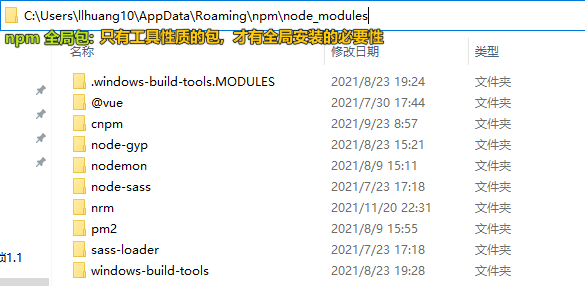 C:\Users\llhuang10\AppData\Roaming\npm\node_modules
npm 全局包: 只有工具性质的包，才有全局安装的必要性
名称 修改日期 类型
.windows-build-tools.MODULES 2021/8/23 19:24 文件夹
@vue 2021/7/30 17:44 文件夹
cnpm 2021/9/23 8:57 文件夹
node-gyp 2021/8/23 15:21 文件夹
nodemon 2021/8/9 15:11 文件夹
node-sass 2021/7/23 17:18 文件夹
nrm 2021/11/20 22:31 文件夹
pm2 2021/8/9 15:55 文件夹
sass-loader 2021/7/23 17:18 文件夹
1.1
windows-build-tools 2021/8/23 19:28 文件夹